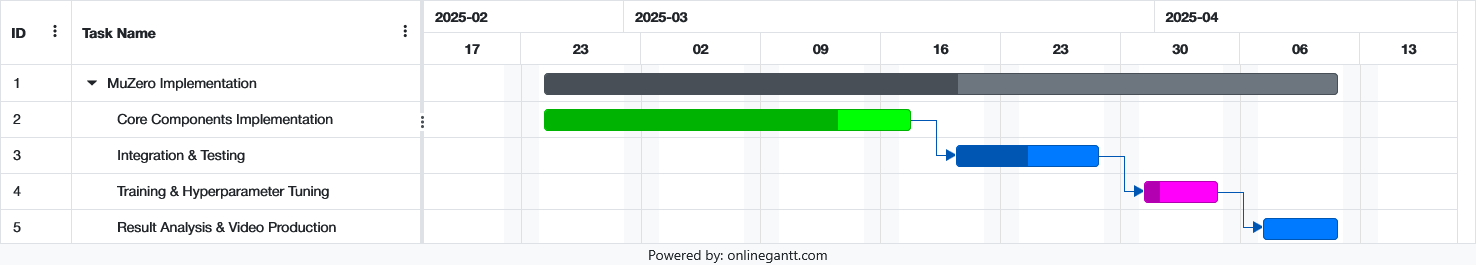 ID Task Name 2025-02 2025-03 2025-04
17 23 02 09 16 23 30 06 13
1 MuZero Implementation
2 Core Components Implementation
3 Integration & Testing
4 Training & Hyperparameter Tuning
5 Result Analysis & Video Production
Powered by: onlinegantt.com